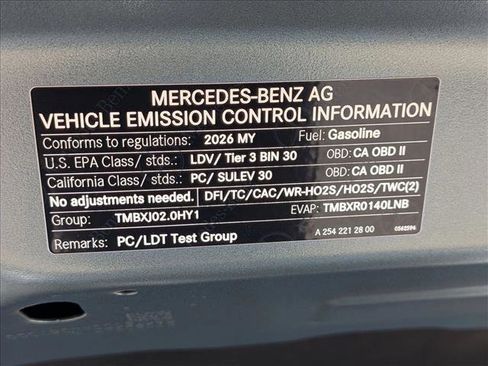 MERCEDES-BENZ AG
VEHICLE EMISSION CONTROL INFORMATION
Conforms to regulations: 2026 MY Fuel: Gasoline
U.S. EPA Class/ stds.: LDV/ Tier 3 BIN 30 OBD: CA OBD II
California Class/ stds.: PC/ SULEV 30 OBD: CA OBD II
No adjustments needed. DFI/TC/CAC/WR-HO2S/HO2S/TWC(2)
Group: TMBXJ02.0HY1 EVAP: TMBXR0140LNB
Remarks: PC/LDT Test Group A 254 221 28 00